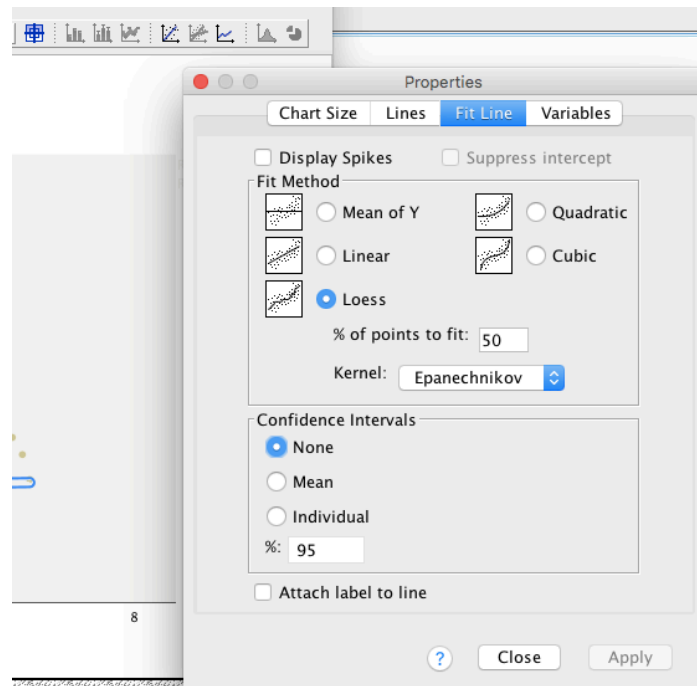 Properties
Chart Size Lines Fit Line Variables
Display Spikes Suppress intercept
Fit Method
Mean of Y Quadratic
Linear Cubic
Loess
% of points to fit: 50
Kernel: Epanechnikov
Confidence Intervals
None
Mean
Individual
%: 95
Attach label to line
8
? Close Apply